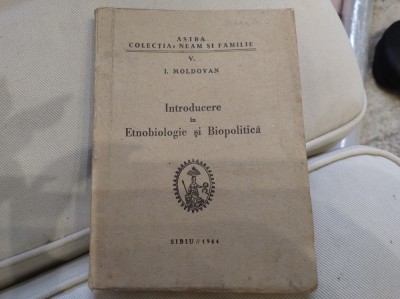 ASTRA
COLECȚIA: NEAM ȘI FAMILIE
V.
I. MOLDOVAN
Introducere
în
Etnobiologie și Biopolitică
SIBIU // 1944